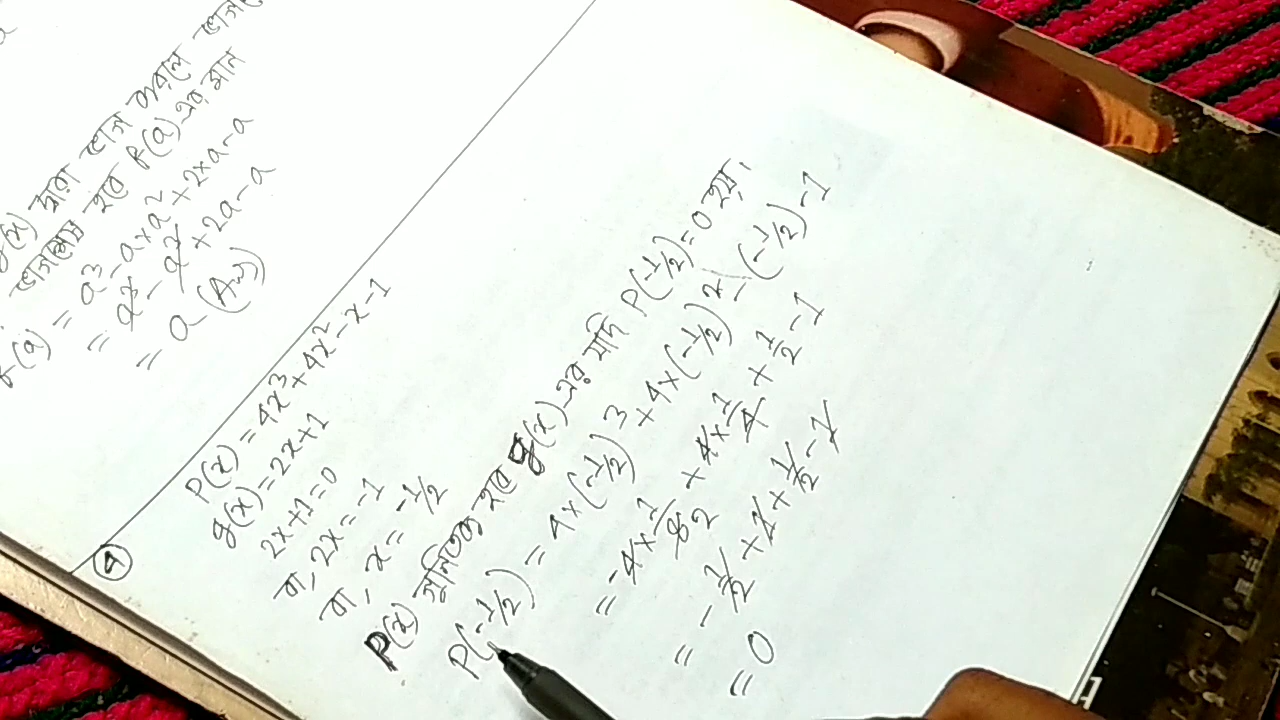 g(x) দ্বারা ভাগ করলে
ভাগশেষ হবে f(a) এর মান
f(a) = a³ - a×a² + 2×a - a
= a³ - a³ + 2a - a
= a (Ans)
4
P(x) = 4x³ + 4x² - x - 1
g(x) = 2x + 1
2x + 1 = 0
বা, 2x = -1
বা, x = -1/2
P(x) গুনিতক হবে g(x) এর যদি P(-1/2) = 0 হয়।
P(-1/2) = 4×(-1/2)³ + 4×(-1/2)² - (-1/2) - 1
= -4×1/8 2 + 4×1/4 + 1/2 - 1
= -1/2 + 1 + 1/2 - 1
= 0